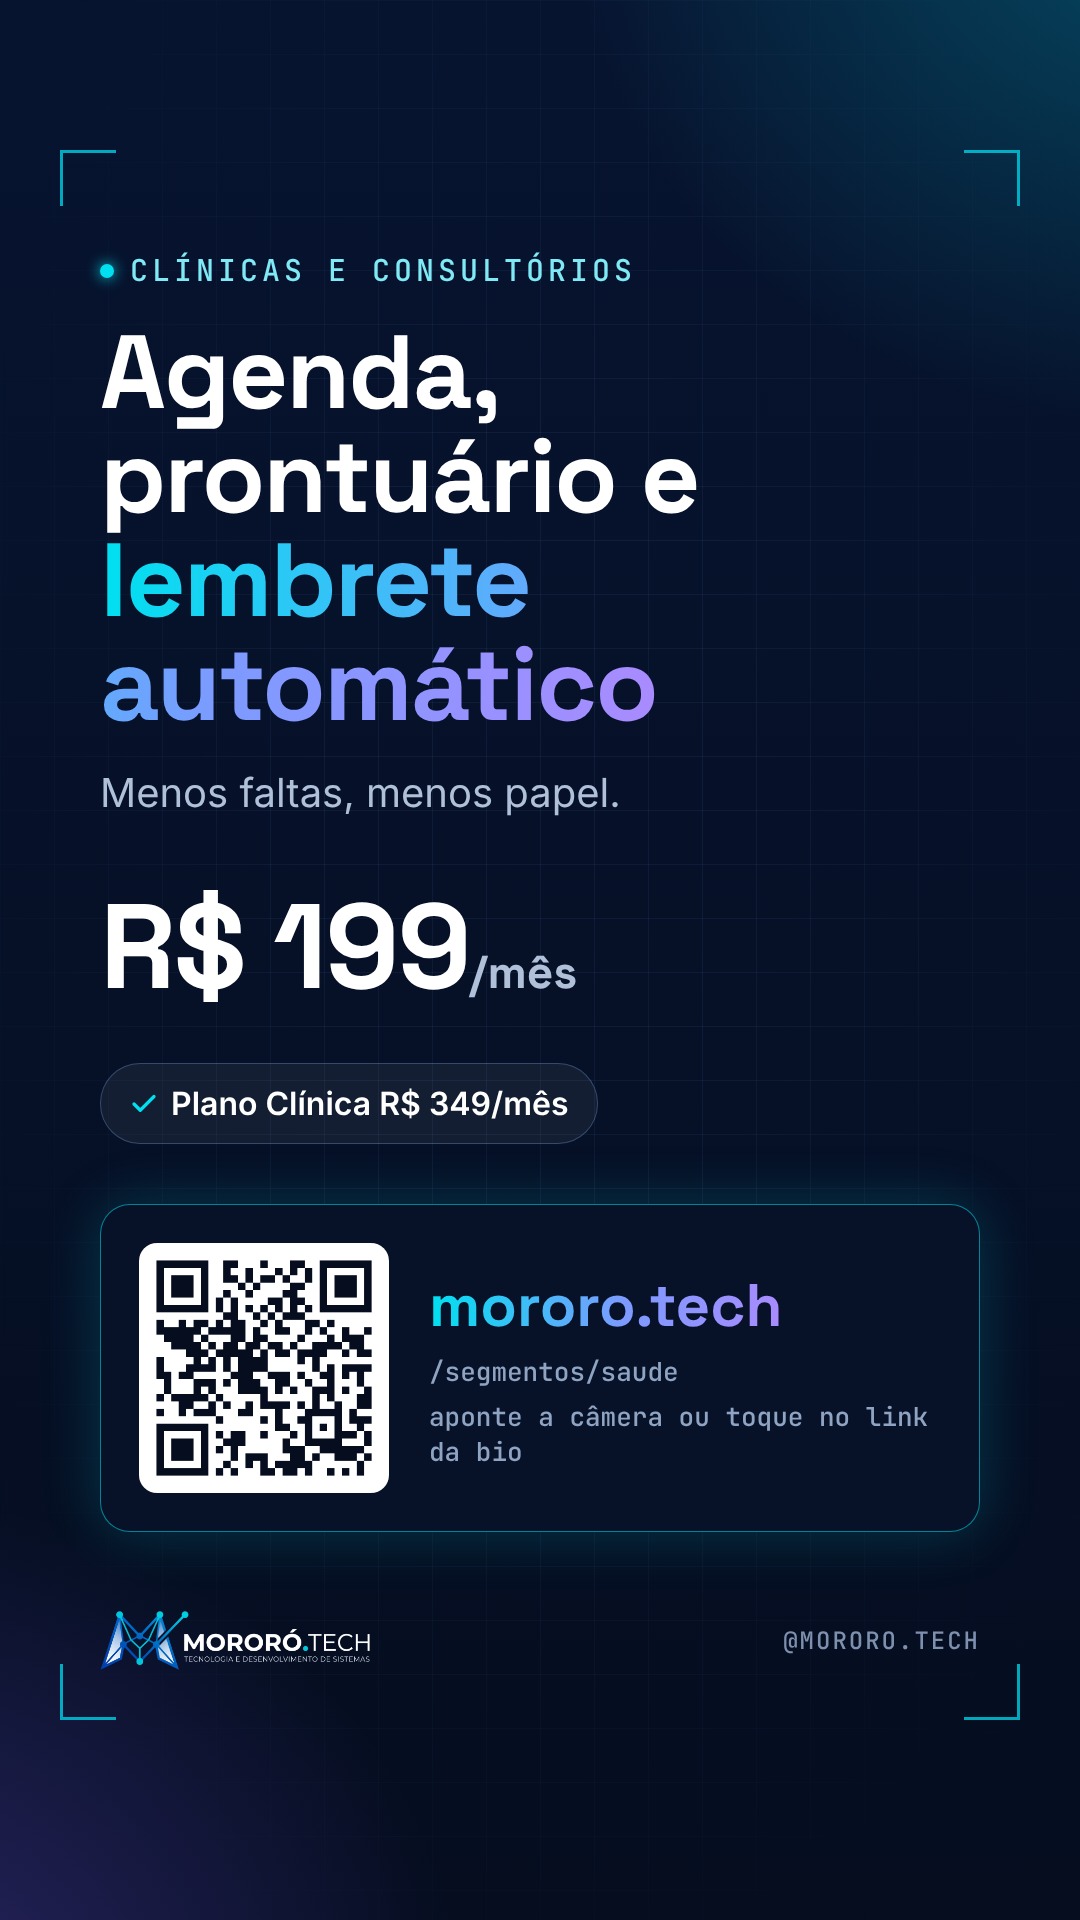 CLÍNICAS E CONSULTÓRIOS
Agenda,
prontuário e
lembrete
automático
Menos faltas, menos papel.
R$ 199/mês
Plano Clínica R$ 349/mês
mororo.tech
/segmentos/saude
aponte a câmera ou toque no link
da bio
MORORÓ.TECH
TECNOLOGIA E DESENVOLVIMENTO DE SISTEMAS
@MORORO.TECH